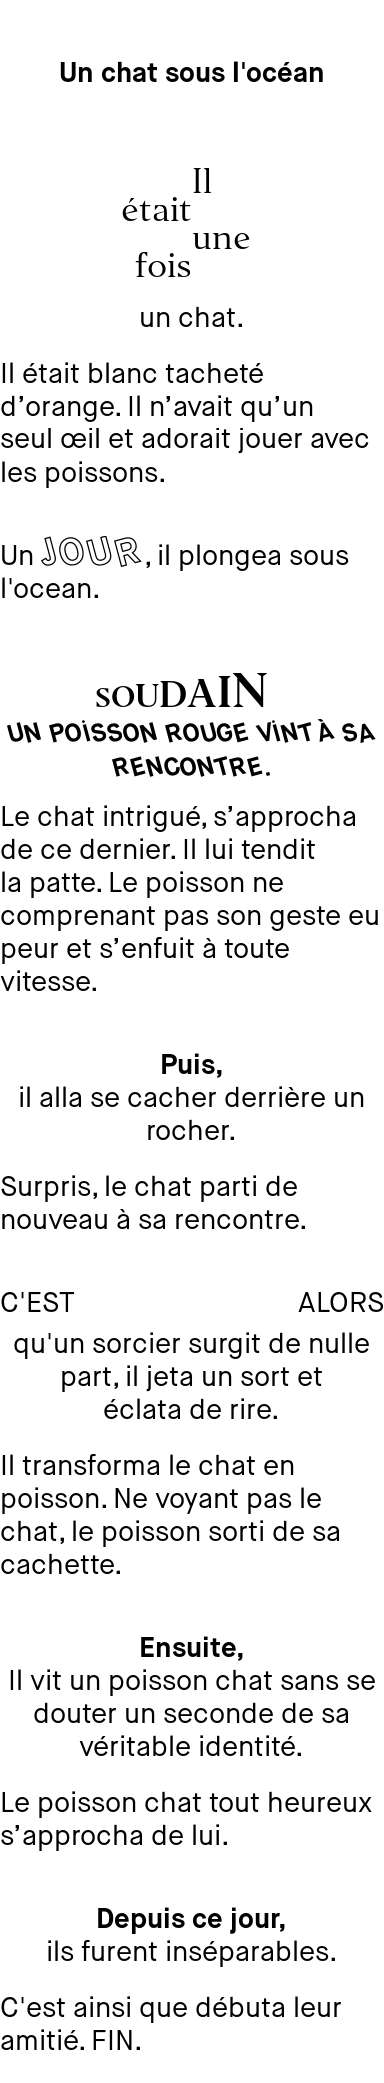 Un chat sous l'océan
Il
était
une
fois
un chat.
Il était blanc tacheté
d’orange. Il n’avait qu’un
seul œil et adorait jouer avec
les poissons.
Un JOUR, il plongea sous
l'ocean.
SOUDAIN
UN POISSON ROUGE VINT À SA
RENCONTRE.
Le chat intrigué, s’approcha
de ce dernier. Il lui tendit
la patte. Le poisson ne
comprenant pas son geste eu
peur et s’enfuit à toute
vitesse.
Puis,
il alla se cacher derrière un
rocher.
Surpris, le chat parti de
nouveau à sa rencontre.
C'EST ALORS
qu'un sorcier surgit de nulle
part, il jeta un sort et
éclata de rire.
Il transforma le chat en
poisson. Ne voyant pas le
chat, le poisson sorti de sa
cachette.
Ensuite,
Il vit un poisson chat sans se
douter un seconde de sa
véritable identité.
Le poisson chat tout heureux
s’approcha de lui.
Depuis ce jour,
ils furent inséparables.
C'est ainsi que débuta leur
amitié. FIN.